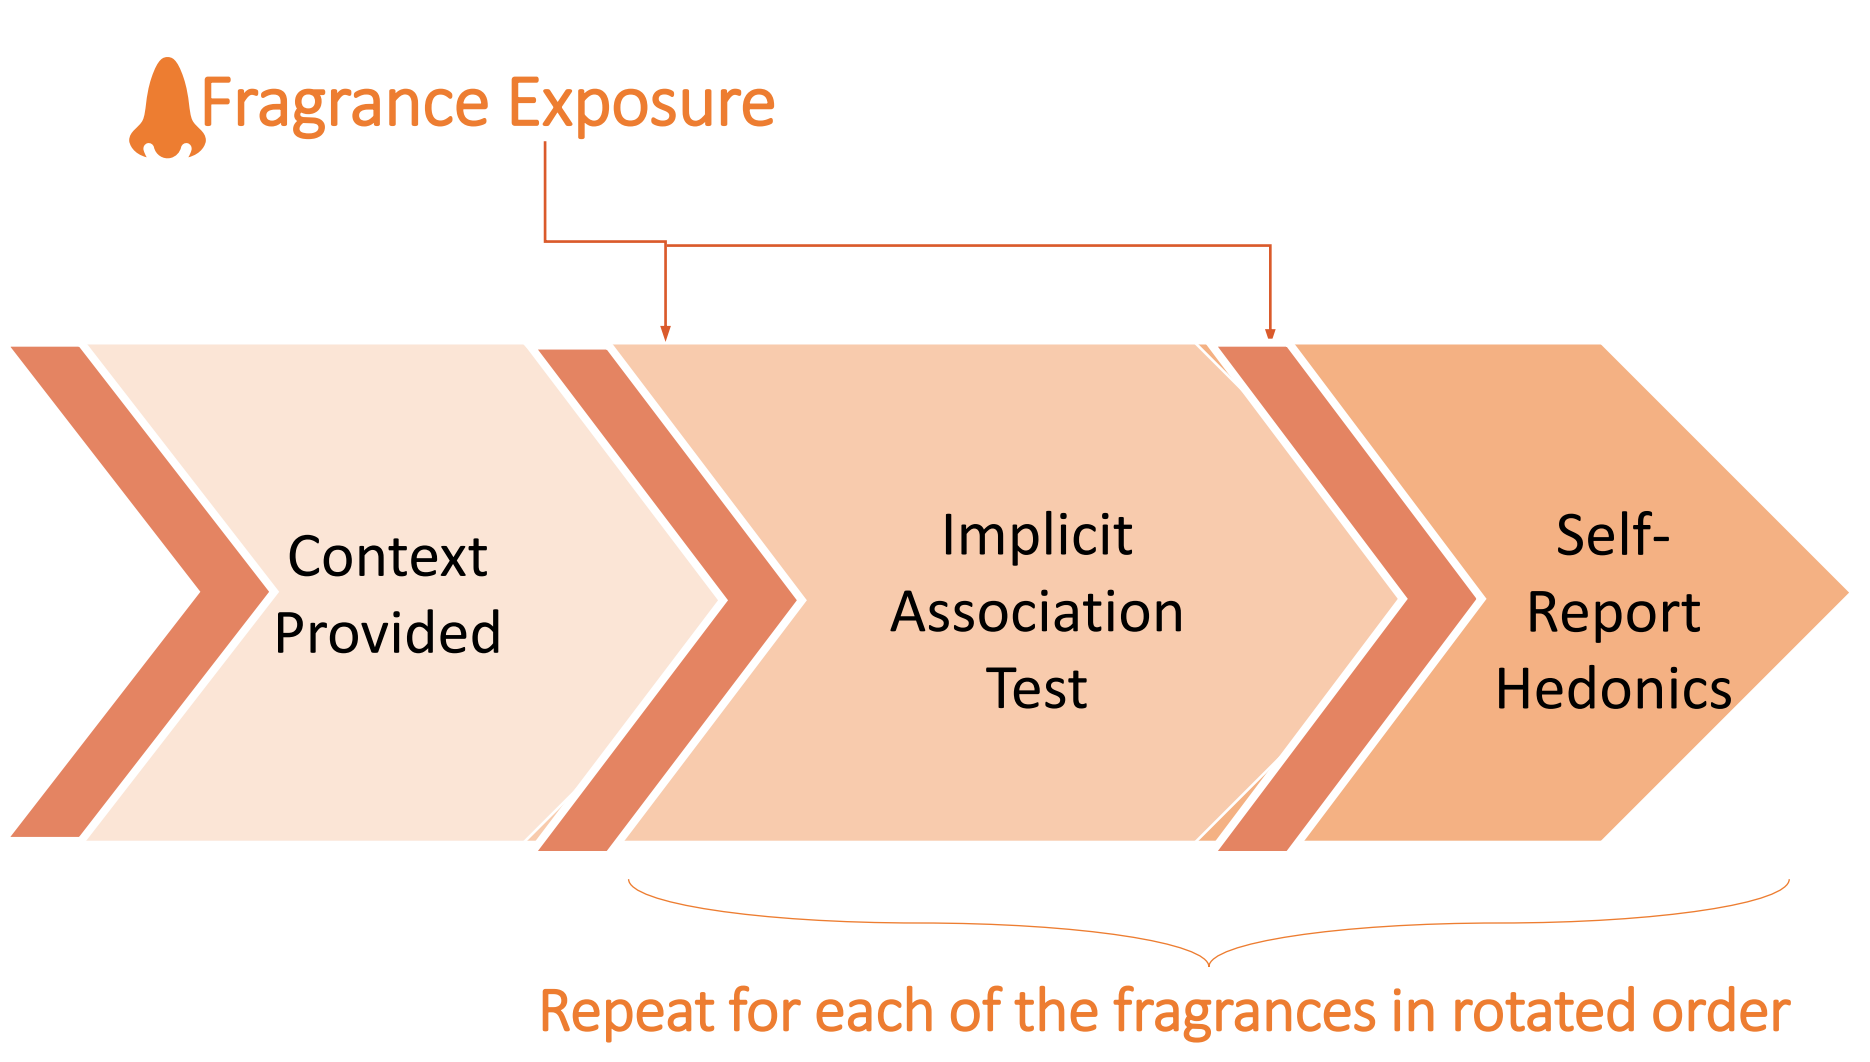 Fragrance Exposure
Context
Provided
Implicit
Association
Test
Self-
Report
Hedonics
Repeat for each of the fragrances in rotated order